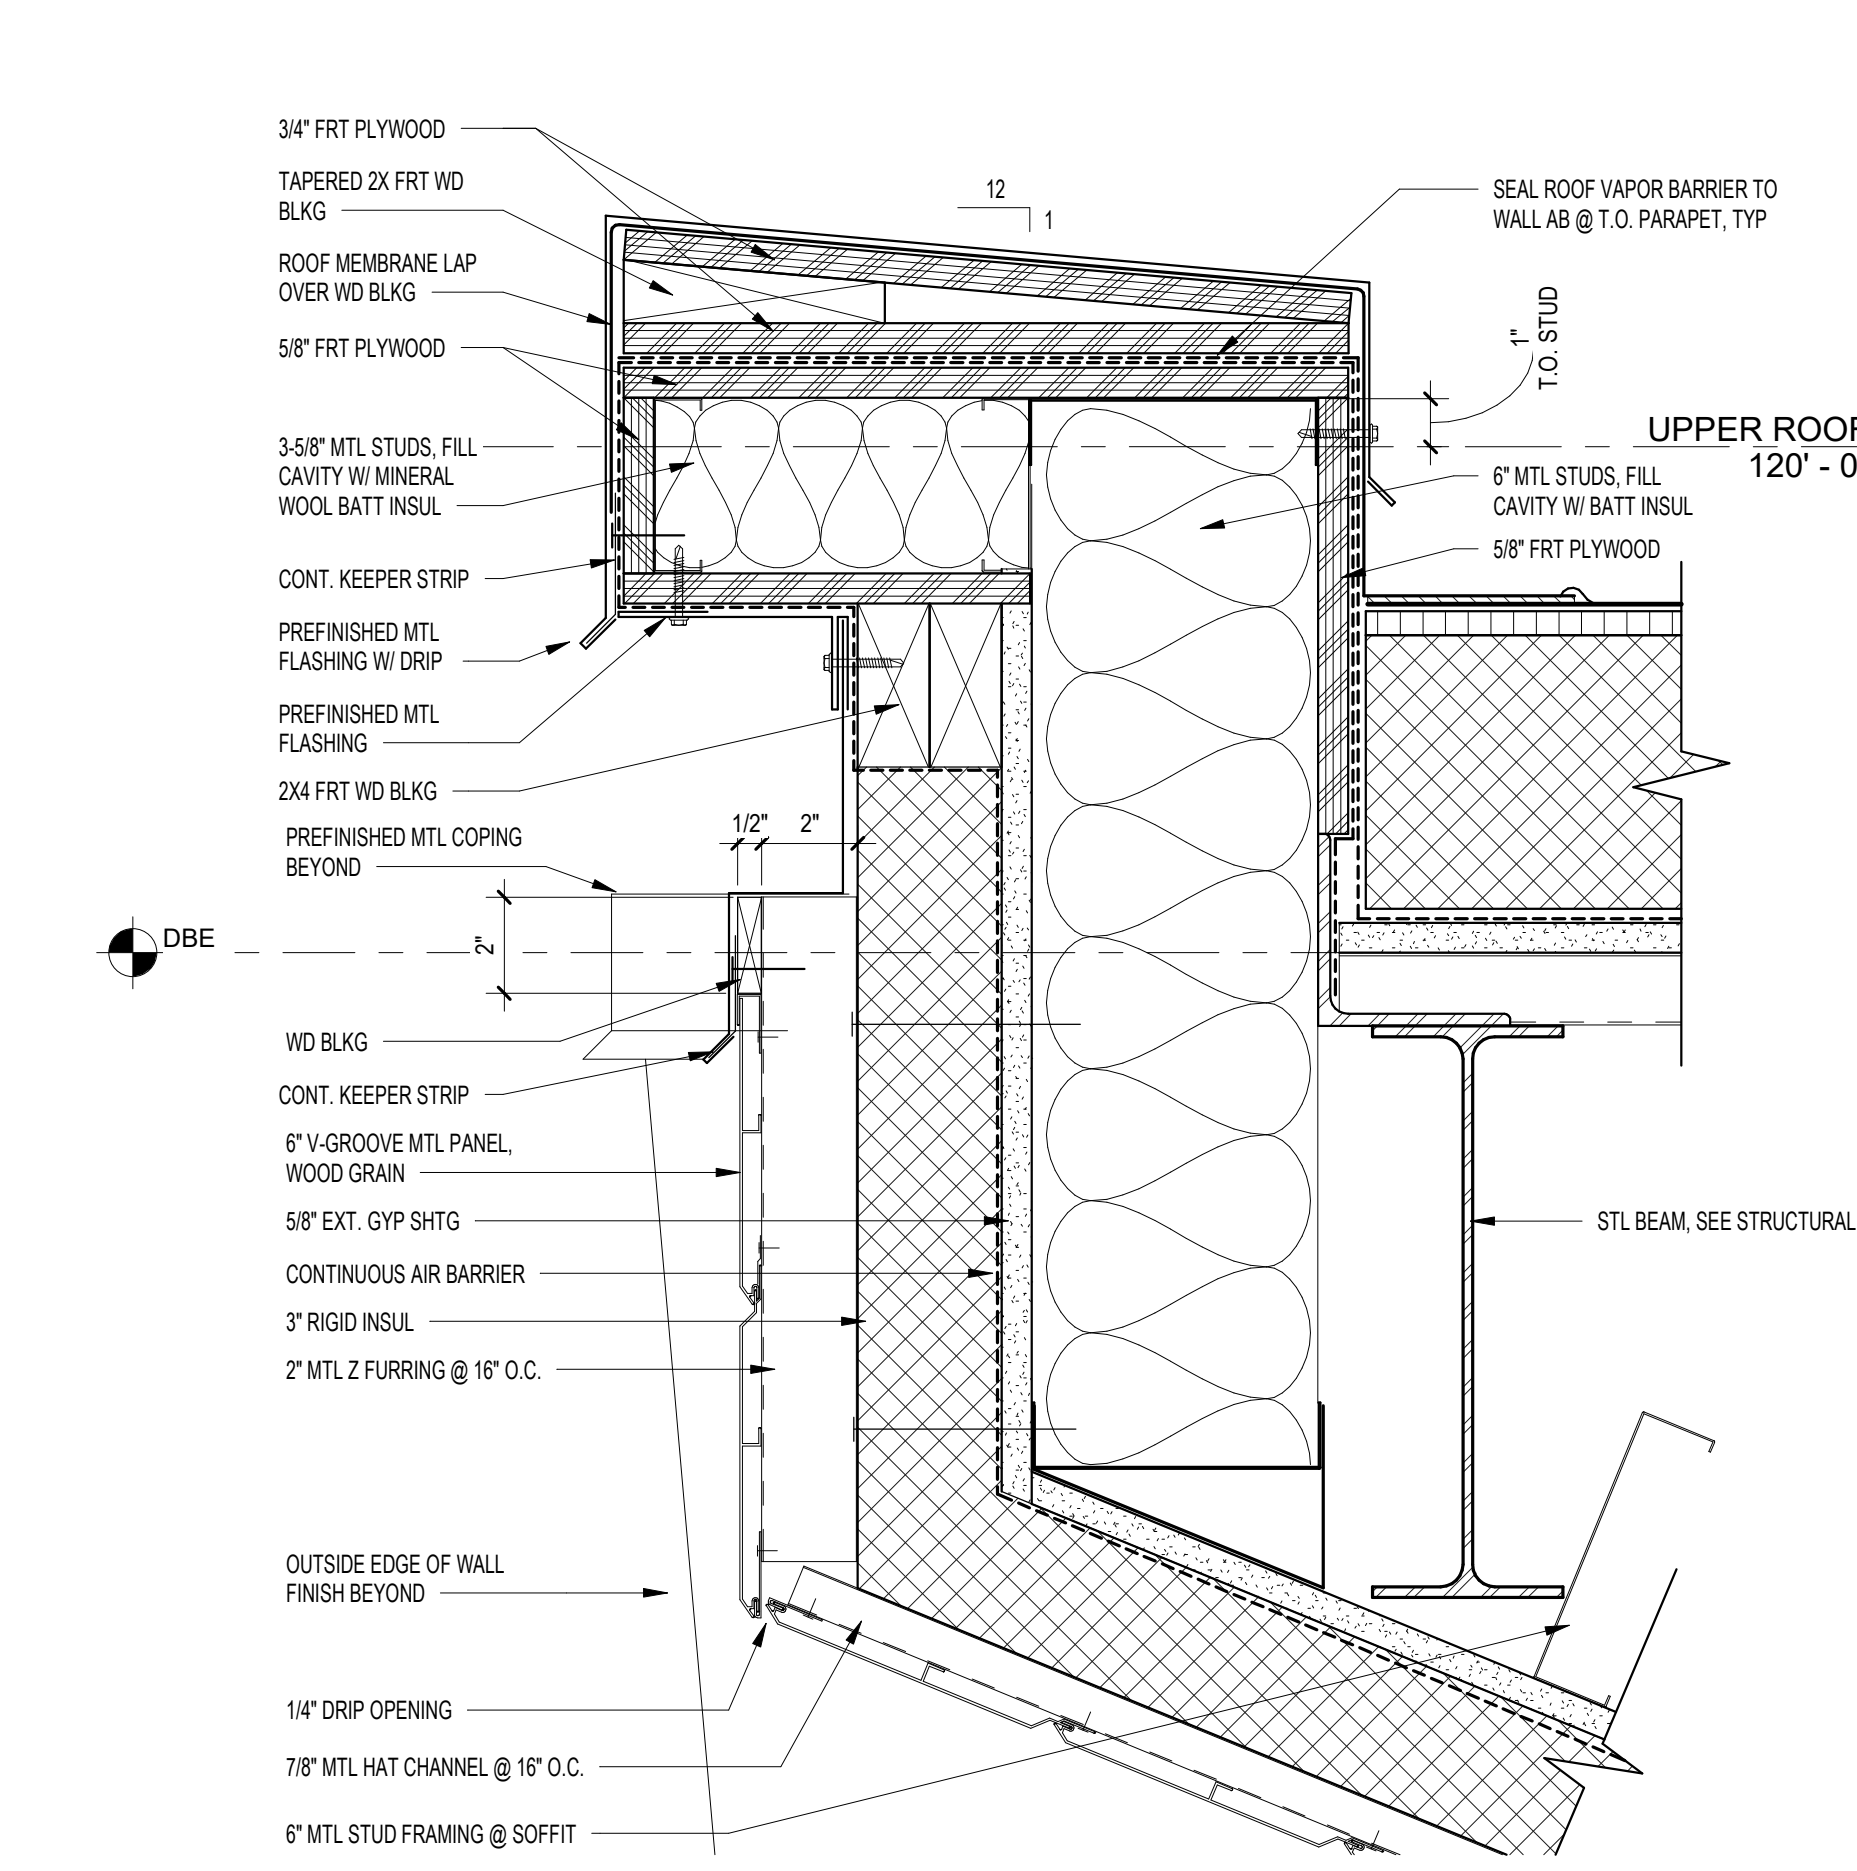 3/4" FRT PLYWOOD
TAPERED 2X FRT WD
BLKG
ROOF MEMBRANE LAP
OVER WD BLKG
5/8" FRT PLYWOOD
3-5/8" MTL STUDS, FILL
CAVITY W/ MINERAL
WOOL BATT INSUL
CONT. KEEPER STRIP
PREFINISHED MTL
FLASHING W/ DRIP
PREFINISHED MTL
FLASHING
2X4 FRT WD BLKG
PREFINISHED MTL COPING
BEYOND
DBE
WD BLKG
CONT. KEEPER STRIP
6" V-GROOVE MTL PANEL,
WOOD GRAIN
5/8" EXT. GYP SHTG
CONTINUOUS AIR BARRIER
3" RIGID INSUL
2" MTL Z FURRING @ 16" O.C.
OUTSIDE EDGE OF WALL
FINISH BEYOND
1/4" DRIP OPENING
7/8" MTL HAT CHANNEL @ 16" O.C.
6" MTL STUD FRAMING @ SOFFIT
1/2"
2"
2"
12
1
SEAL ROOF VAPOR BARRIER TO
WALL AB @ T.O. PARAPET, TYP
1"
T.O. STUD
UPPER ROOF
120' - 0
6" MTL STUDS, FILL
CAVITY W/ BATT INSUL
5/8" FRT PLYWOOD
STL BEAM, SEE STRUCTURAL